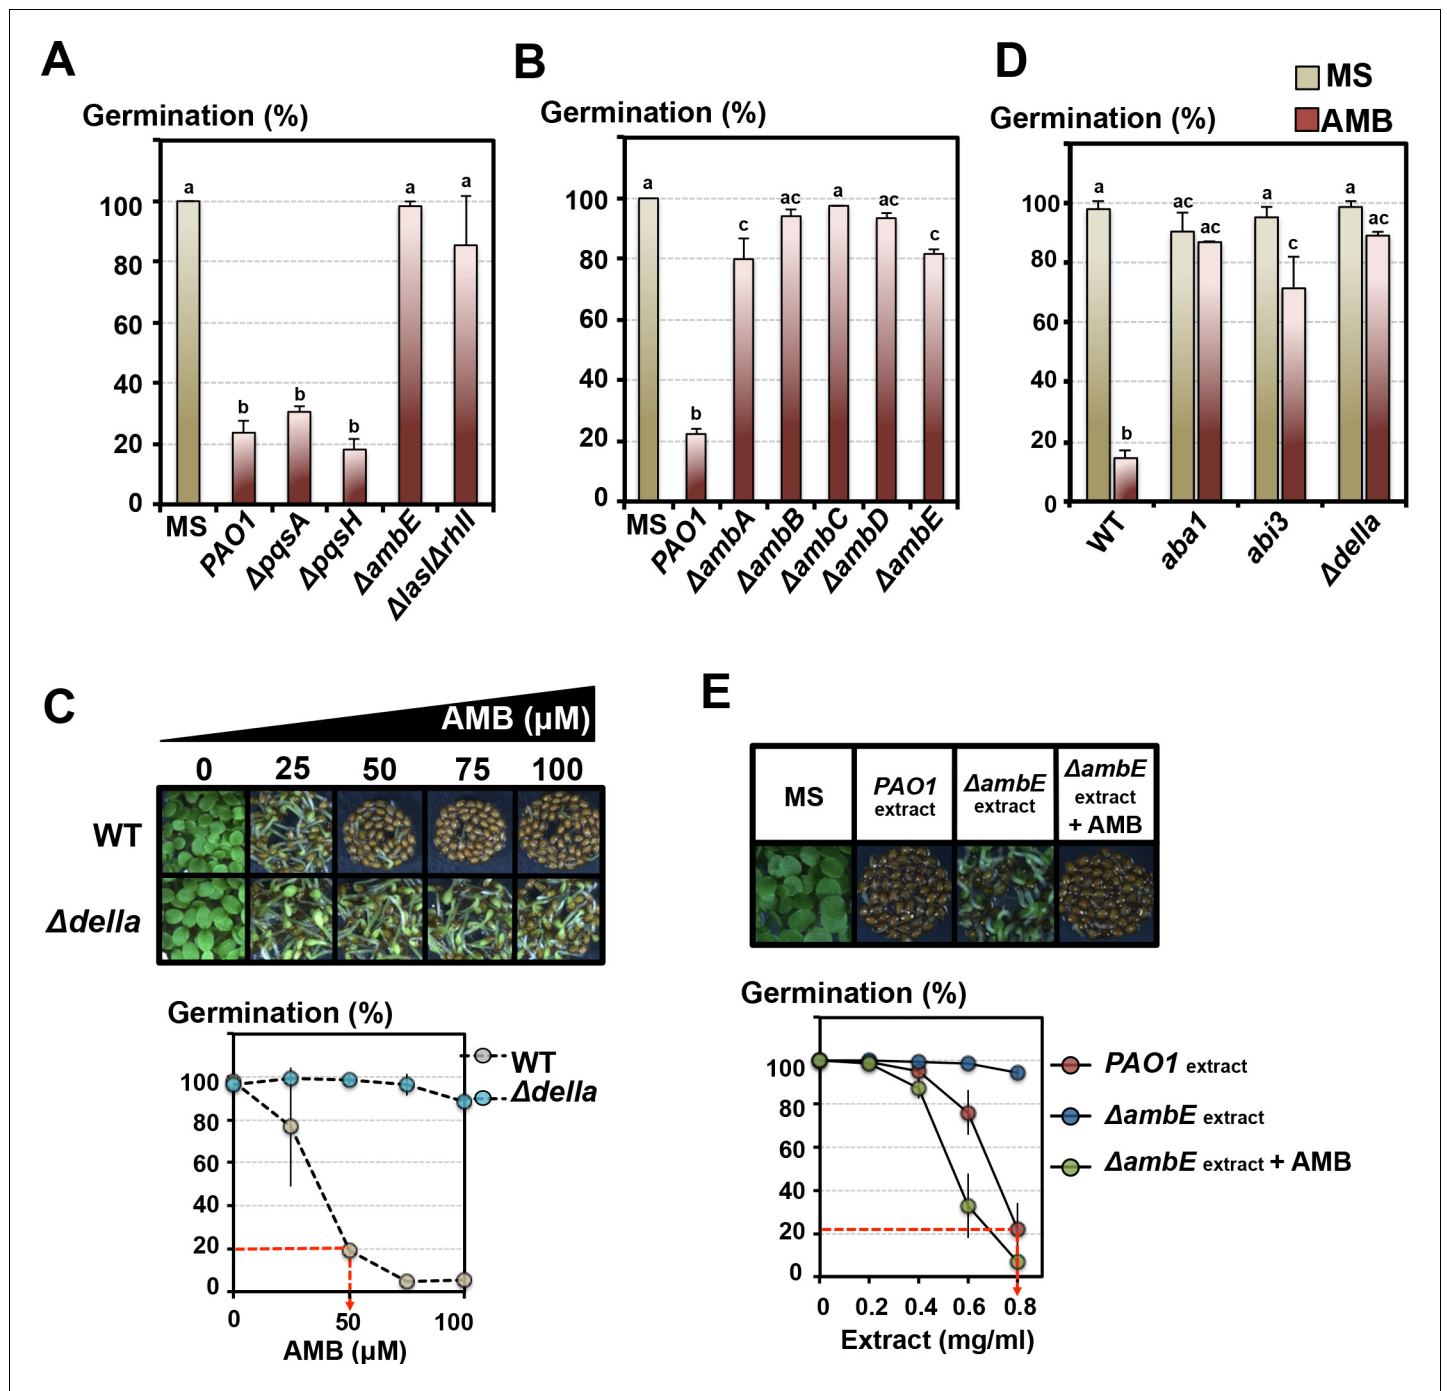 A
Germination (%)
100
80
60
40
20
0
a
b
b
b
a
a
MS
PAO1
ΔpqsA
ΔpqsH
ΔambE
ΔlasIΔrhlI
B
Germination (%)
100
80
60
40
20
0
a
b
c
ac
a
ac
c
MS
PAO1
ΔambA
ΔambB
ΔambC
ΔambD
ΔambE
D
MS
AMB
Germination (%)
100
80
60
40
20
0
a
b
ac
ac
a
c
a
ac
WT
aba1
abi3
Δdella
C
AMB (µM)
0 25 50 75 100
WT
Δdella
Germination (%)
100
80
60
40
20
0
WT
Δdella
0 50 100
AMB (µM)
E
MS
PAO1
extract
ΔambE
extract
ΔambE
extract
+ AMB
Germination (%)
100
80
60
40
20
0
PAO1 extract
ΔambE extract
ΔambE extract + AMB
0 0.2 0.4 0.6 0.8
Extract (mg/ml)